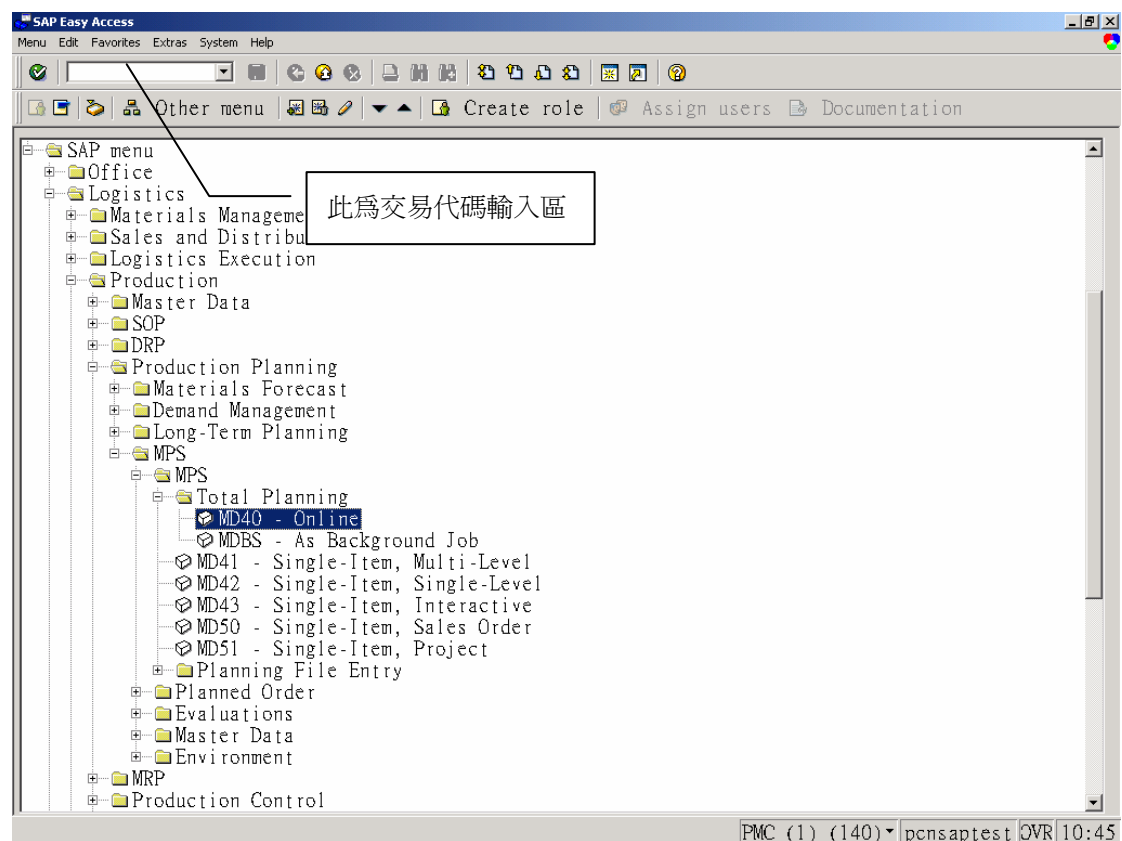 SAP Easy Access
Menu Edit Favorites Extras System Help
Other menu Create role Assign users Documentation
SAP menu
Office
Logistics
此爲交易代碼輸入區
Materials Manageme
Sales and Distribu
Logistics Execution
Production
Master Data
SOP
DRP
Production Planning
Materials Forecast
Demand Management
Long-Term Planning
MPS
MPS
Total Planning
MD40 - Online
MDBS - As Background Job
MD41 - Single-Item, Multi-Level
MD42 - Single-Item, Single-Level
MD43 - Single-Item, Interactive
MD50 - Single-Item, Sales Order
MD51 - Single-Item, Project
Planning File Entry
Planned Order
Evaluations
Master Data
Environment
MRP
Production Control
PMC (1) (140) pcnsaptest OVR 10:45